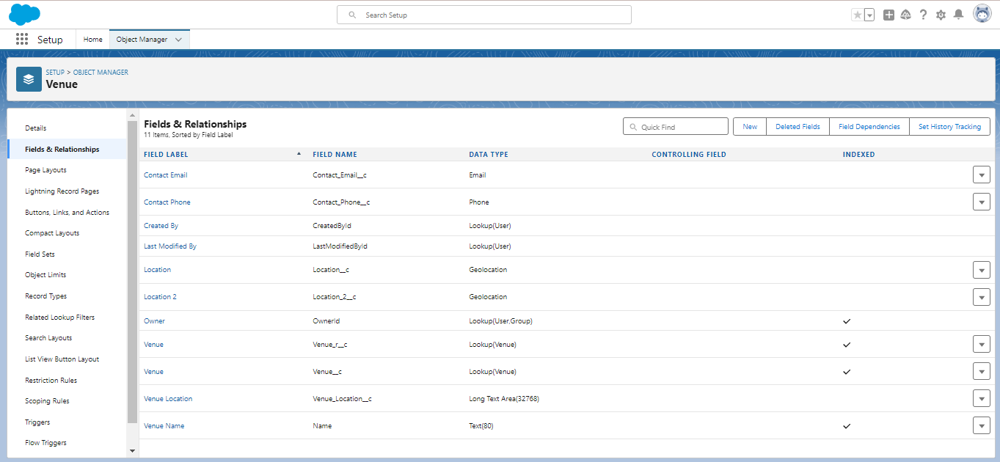 Search Setup
Setup Home Object Manager
SETUP > OBJECT MANAGER
Venue
Details
Fields & Relationships
Page Layouts
Lightning Record Pages
Buttons, Links, and Actions
Compact Layouts
Field Sets
Object Limits
Record Types
Related Lookup Filters
Search Layouts
List View Button Layout
Restriction Rules
Scoping Rules
Triggers
Flow Triggers
Fields & Relationships
11 Items, Sorted by Field Label
Quick Find New Deleted Fields Field Dependencies Set History Tracking
FIELD LABEL FIELD NAME DATA TYPE CONTROLLING FIELD INDEXED
Contact Email Contact_Email__c Email
Contact Phone Contact_Phone__c Phone
Created By CreatedById Lookup(User)
Last Modified By LastModifiedById Lookup(User)
Location Location__c Geolocation
Location 2 Location_2__c Geolocation
Owner OwnerId Lookup(User,Group)
Venue Venue_r__c Lookup(Venue)
Venue Venue__c Lookup(Venue)
Venue Location Venue_Location__c Long Text Area(32768)
Venue Name Name Text(80)